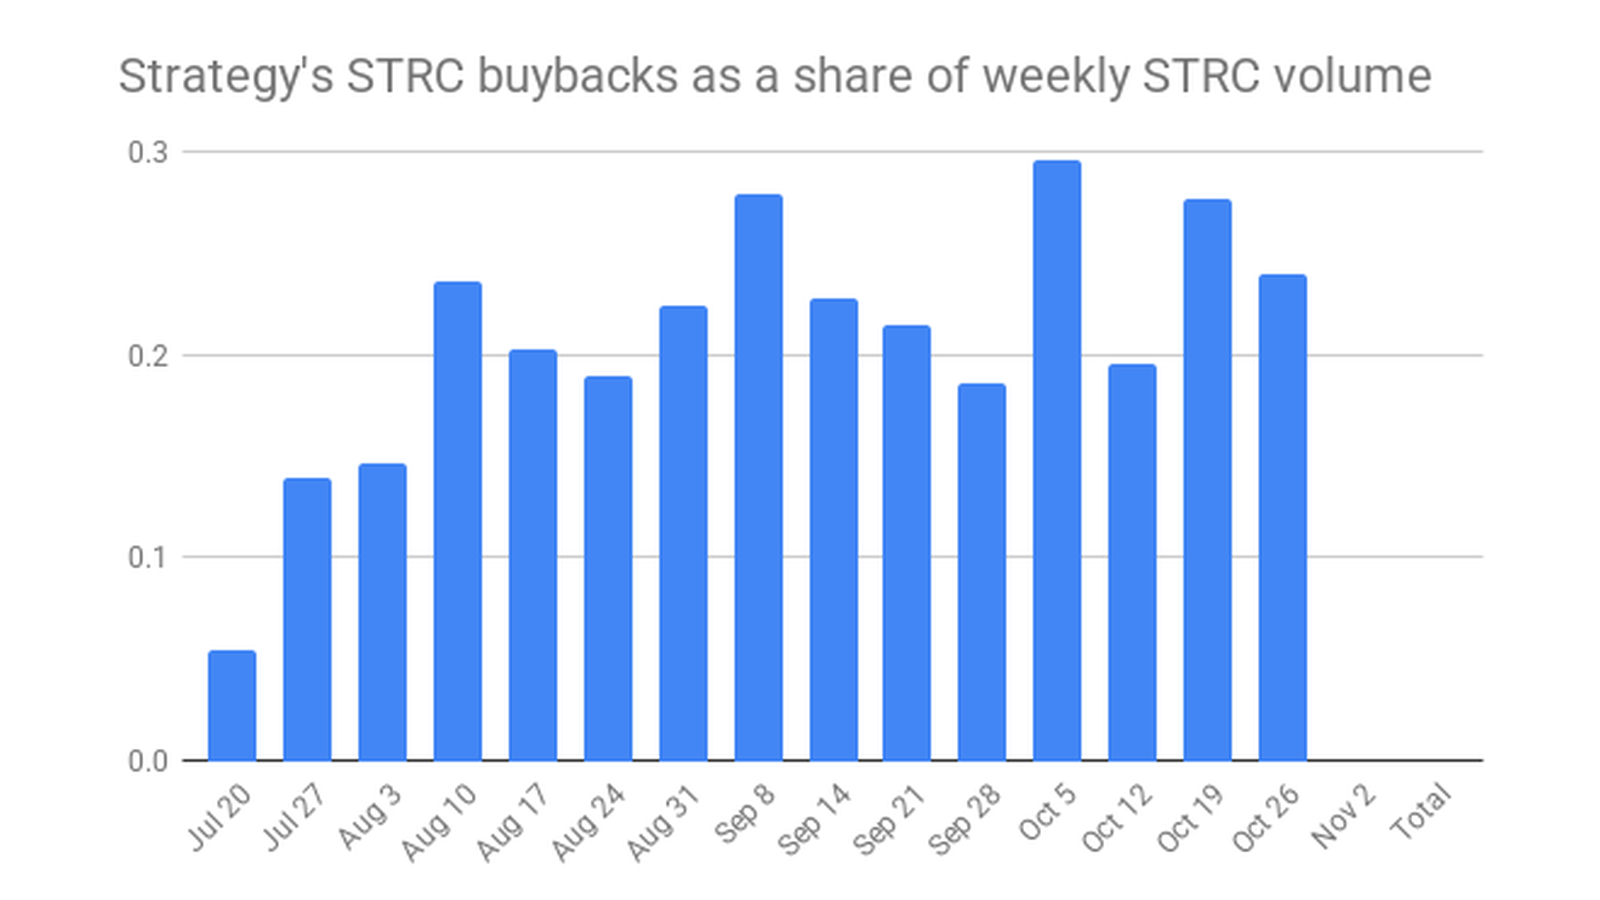 Strategy's STRC buybacks as a share of weekly STRC volume
0.3
0.2
0.1
0.0
Jul 20
Jul 27
Aug 3
Aug 10
Aug 17
Aug 24
Aug 31
Sep 8
Sep 14
Sep 21
Sep 28
Oct 5
Oct 12
Oct 19
Oct 26
Nov 2
Total